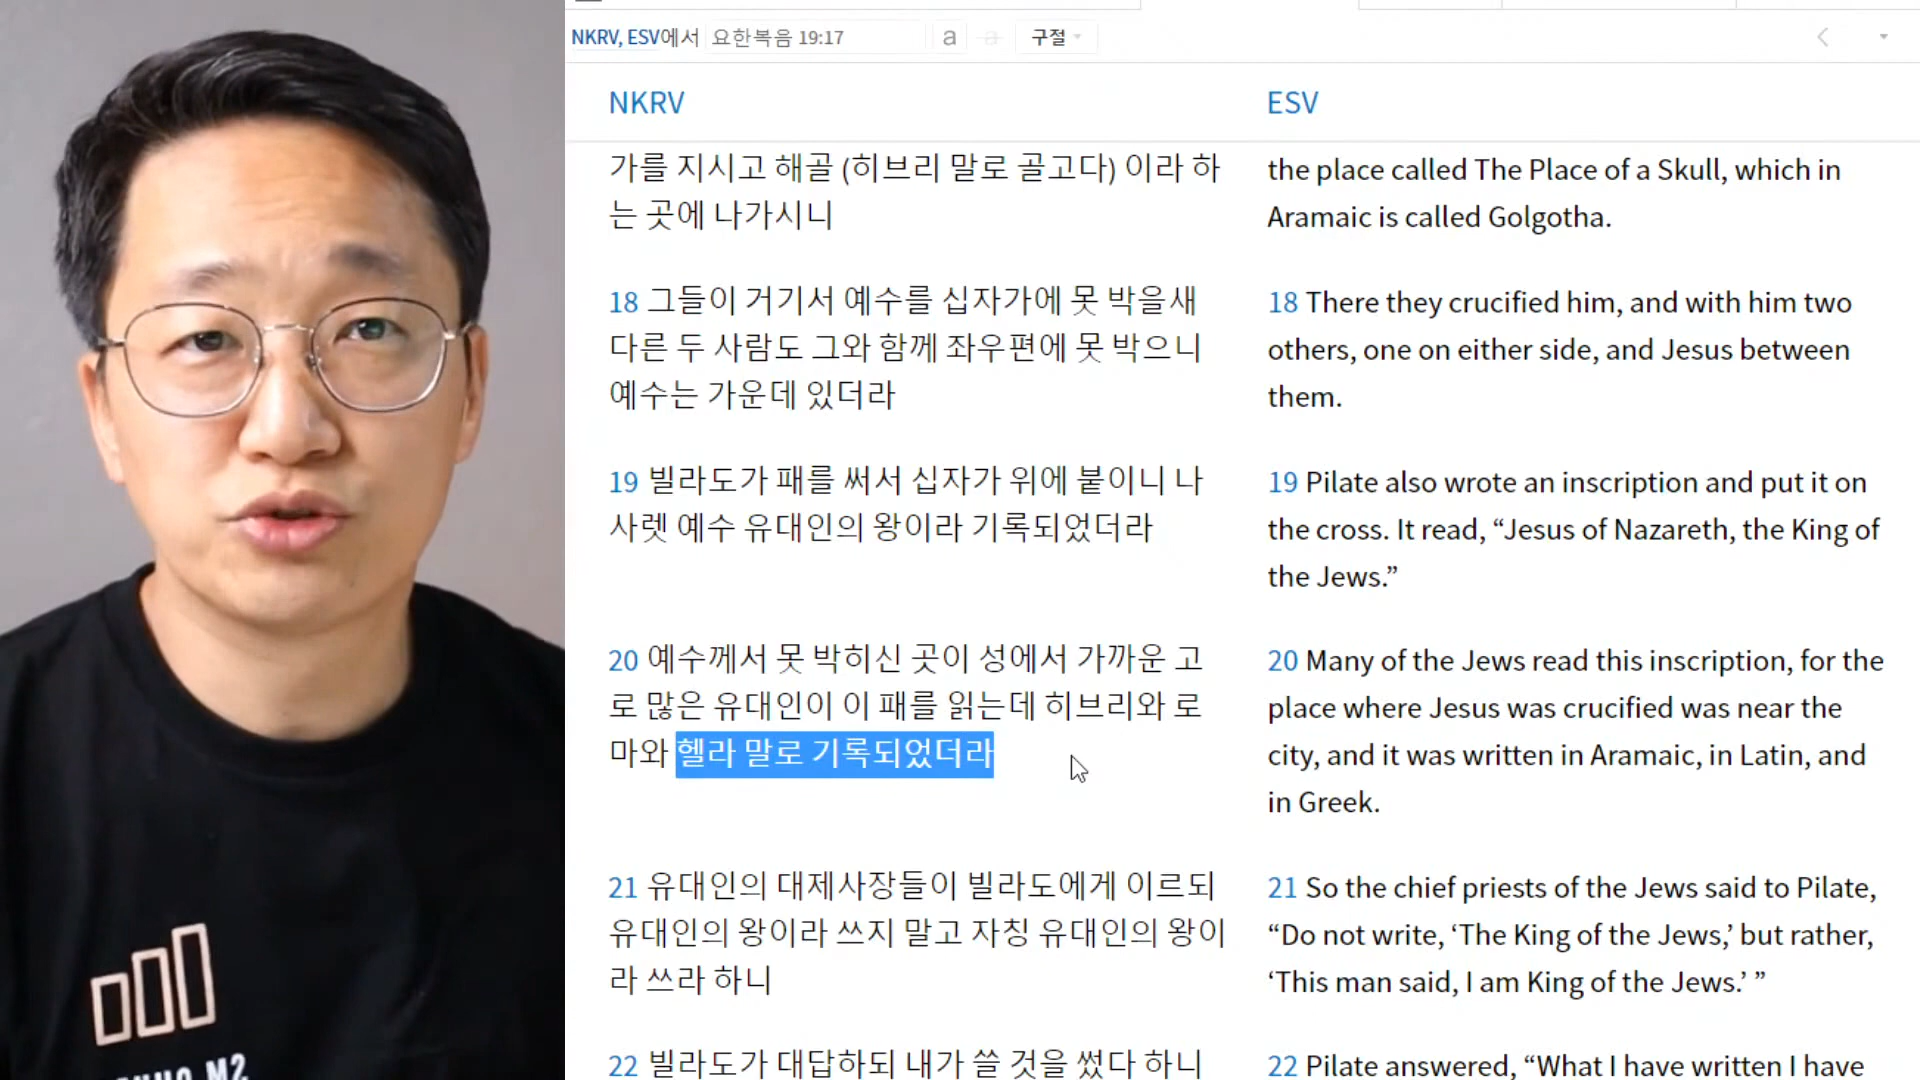 NKRV, ESV에서 요한복음 19:17 a a 구절
NKRV
가를 지시고 해골 (히브리 말로 골고다) 이라 하
는 곳에 나가시니
18 그들이 거기서 예수를 십자가에 못 박을새
다른 두 사람도 그와 함께 좌우편에 못 박으니
예수는 가운데 있더라
19 빌라도가 패를 써서 십자가 위에 붙이니 나
사렛 예수 유대인의 왕이라 기록되었더라
20 예수께서 못 박히신 곳이 성에서 가까운 고
로 많은 유대인이 이 패를 읽는데 히브리와 로
마와 헬라 말로 기록되었더라
21 유대인의 대제사장들이 빌라도에게 이르되
유대인의 왕이라 쓰지 말고 자칭 유대인의 왕이
라 쓰라 하니
22 빌라도가 대답하되 내가 쓸 것을 썼다 하니
ESV
the place called The Place of a Skull, which in
Aramaic is called Golgotha.
18 There they crucified him, and with him two
others, one on either side, and Jesus between
them.
19 Pilate also wrote an inscription and put it on
the cross. It read, “Jesus of Nazareth, the King of
the Jews.”
20 Many of the Jews read this inscription, for the
place where Jesus was crucified was near the
city, and it was written in Aramaic, in Latin, and
in Greek.
21 So the chief priests of the Jews said to Pilate,
“Do not write, ‘The King of the Jews,’ but rather,
‘This man said, I am King of the Jews.’ ”
22 Pilate answered, “What I have written I have
M2